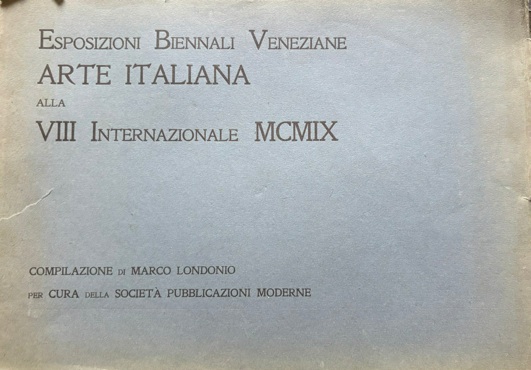 Esposizioni Biennali Veneziane
ARTE ITALIANA
ALLA
VIII Internazionale MCMIX
COMPILAZIONE DI MARCO LONDONIO
PER CURA DELLA SOCIETÀ PUBBLICAZIONI MODERNE